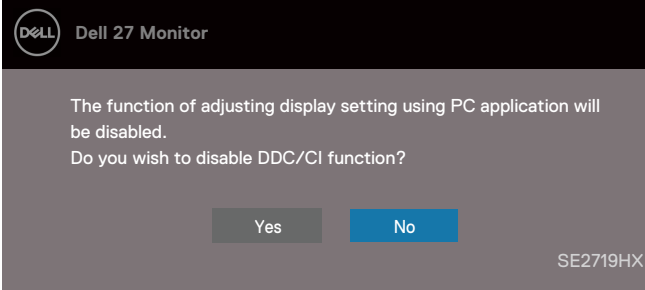 DELL
Dell 27 Monitor
The function of adjusting display setting using PC application will
be disabled.
Do you wish to disable DDC/CI function?
Yes No
SE2719HX